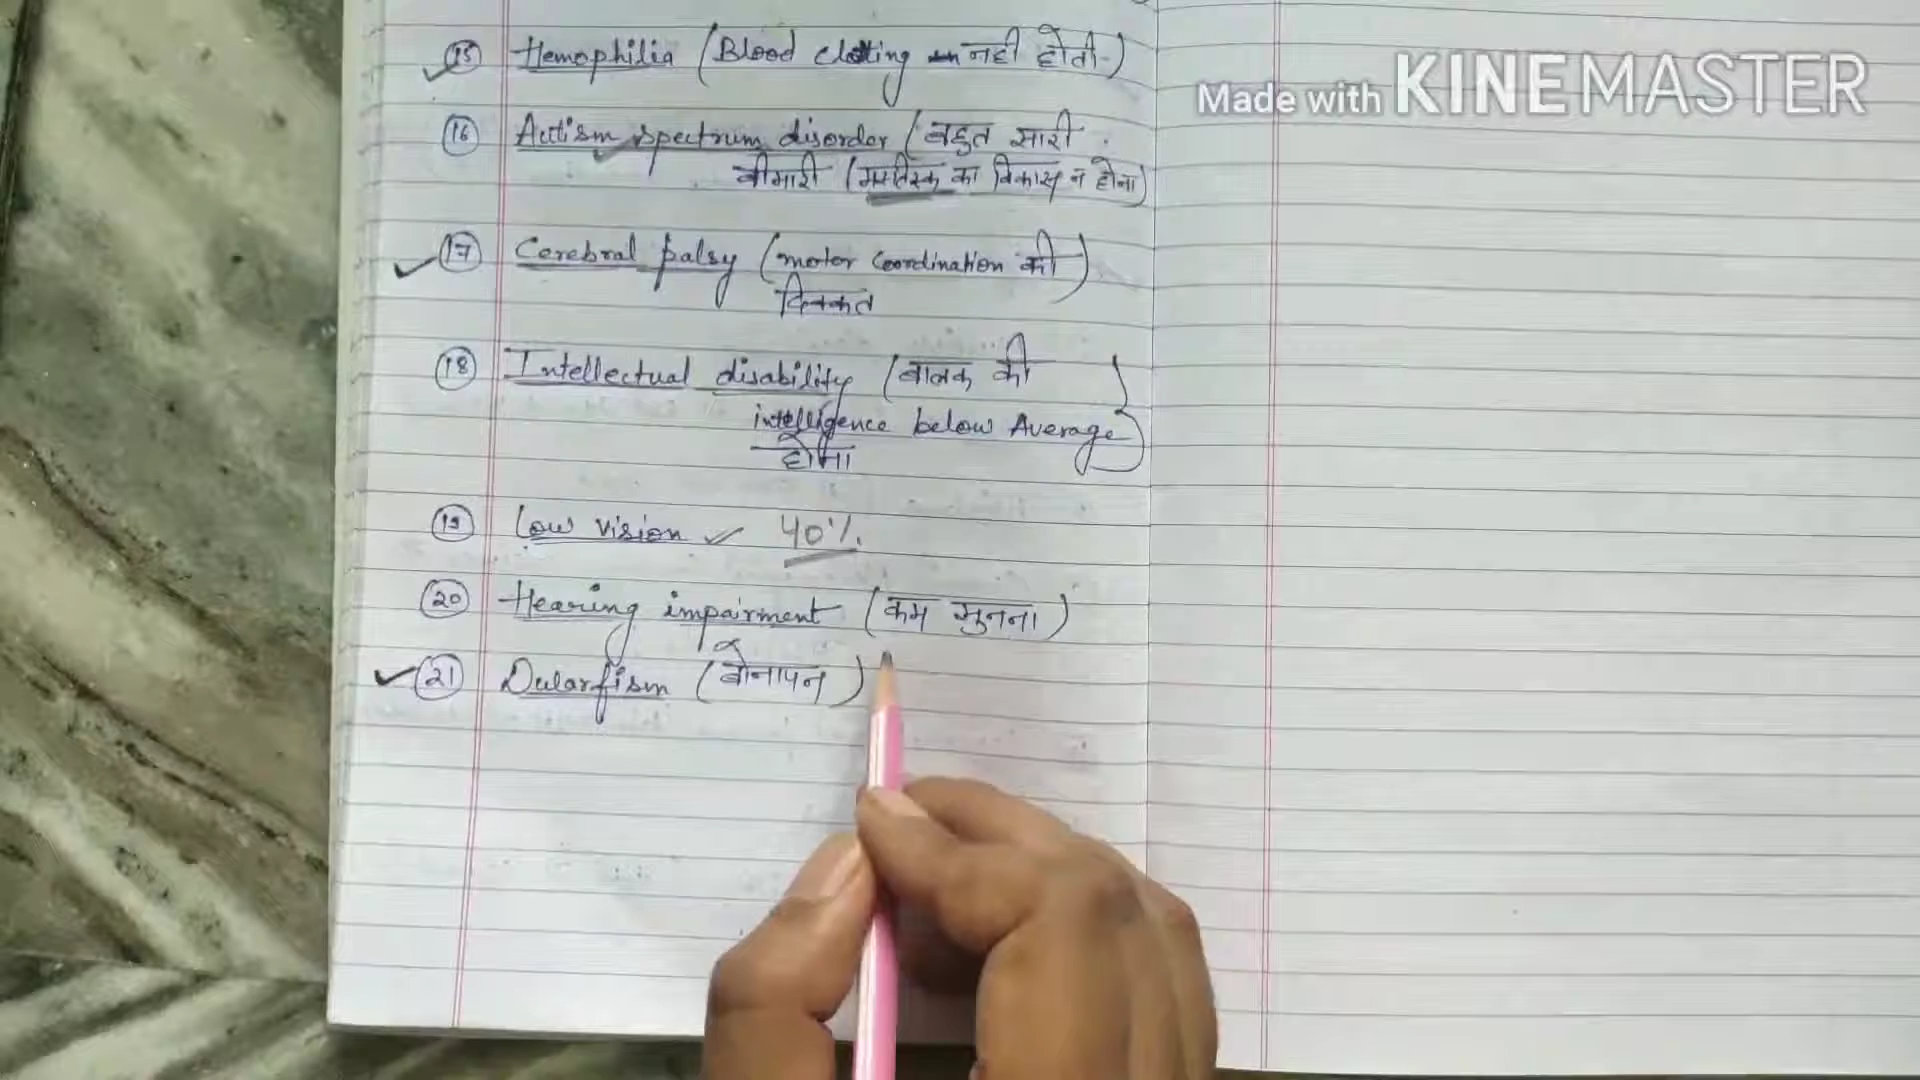 15 Hemophilia (Blood clotting नही होती)
Made with KINEMASTER
16 Autism spectrum disorder (बहुत सारी
बीमारी (मस्तिस्क का विकास न होना)
17 Cerebral palsy (motor coordination की
दिक्कत
18 Intellectual disability (बालक की
intelligence below Average
होना
19 Low vision 40%.
20 Hearing impairment (कम सुनना)
21 Dwarfism (बोनापन)